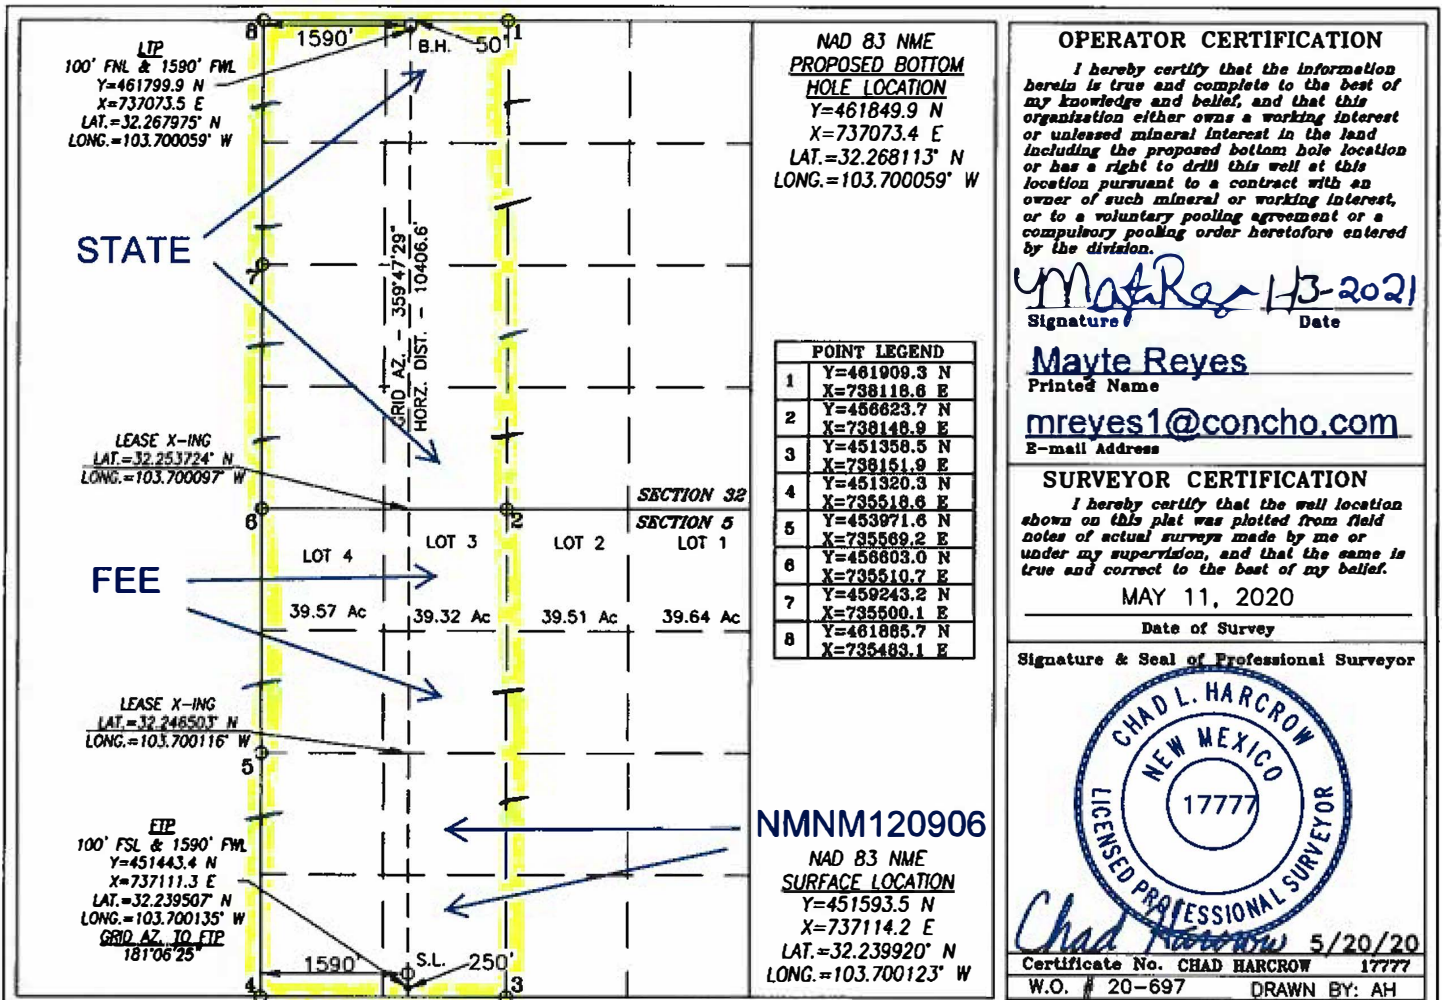 8
1590'
B.H.
50'
1
LTP
100' FNL & 1590' FWL
Y=461799.9 N
X=737073.5 E
LAT.=32.267975° N
LONG.=103.700059° W
STATE
7
GRID AZ. - 359°47'29"
HORZ. DIST. - 10406.6'
LEASE X-ING
LAT.=32.253724° N
LONG.=103.700097° W
SECTION 32
6
2
SECTION 5
LOT 4
LOT 3
LOT 2
LOT 1
FEE
39.57 Ac
39.32 Ac
39.51 Ac
39.64 Ac
LEASE X-ING
LAT.=32.246503° N
LONG.=103.700116° W
5
FTP
100' FSL & 1590' FWL
Y=451443.4 N
X=737111.3 E
LAT.=32.239507° N
LONG.=103.700135° W
GRID AZ. TO FTP
181°06'25"
1590'
S.L.
250'
4
3
NAD 83 NME
PROPOSED BOTTOM
HOLE LOCATION
Y=461849.9 N
X=737073.4 E
LAT.=32.268113° N
LONG.=103.700059° W
POINT LEGEND
1 Y=461909.3 N
X=738118.6 E
2 Y=456623.7 N
X=738148.9 E
3 Y=451358.5 N
X=738151.9 E
4 Y=451320.3 N
X=735518.6 E
5 Y=453971.6 N
X=735569.2 E
6 Y=456603.0 N
X=735510.7 E
7 Y=459243.2 N
X=735500.1 E
8 Y=461885.7 N
X=735483.1 E
NMNM120906
NAD 83 NME
SURFACE LOCATION
Y=451593.5 N
X=737114.2 E
LAT.=32.239920° N
LONG.=103.700123° W
OPERATOR CERTIFICATION
I hereby certify that the information
herein is true and complete to the best of
my knowledge and belief, and that this
organization either owns a working interest
or unleased mineral interest in the land
including the proposed bottom hole location
or has a right to drill this well at this
location pursuant to a contract with an
owner of such mineral or working interest,
or to a voluntary pooling agreement or a
compulsory pooling order heretofore entered
by the division.
1-13-2021
Signature Date
Mayte Reyes
Printed Name
mreyes1@concho.com
E-mail Address
SURVEYOR CERTIFICATION
I hereby certify that the well location
shown on this plat was plotted from field
notes of actual surveys made by me or
under my supervision, and that the same is
true and correct to the best of my belief.
MAY 11, 2020
Date of Survey
Signature & Seal of Professional Surveyor
CHAD L. HARCROW
NEW MEXICO
17777
LICENSED PROFESSIONAL SURVEYOR
Chad Harcrow 5/20/20
Certificate No. CHAD HARCROW 17777
W.O. # 20-697 DRAWN BY: AH